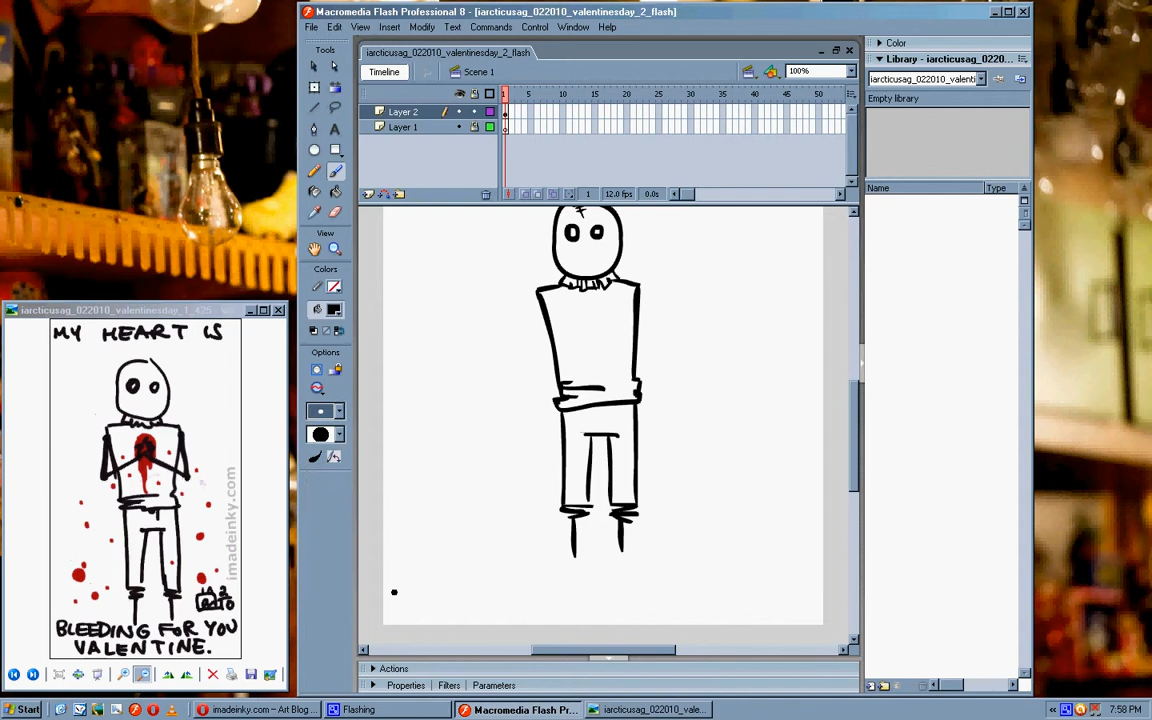 Macromedia Flash Professional 8 - [iarcticusag_022010_valentinesday_2_flash]
File Edit View Insert Modify Text Commands Control Window Help
Tools
iarcticusag_022010_valentinesday_2_flash
Timeline
Scene 1
100%
1 5 10 15 20 25 30 35 40 45 50
Layer 2
Layer 1
1 12.0 fps 0.0s
View
Colors
Options
Color
Library - iarcticusag_0220...
iarcticusag_022010_valenti
Empty library
Name Type
iarcticusag_022010_valentinesday_1_425
MY HEART IS
imadeinky.com
BLEEDING FOR YOU
VALENTINE.
Actions
Properties Filters Parameters
Start
imadeinky.com – Art Blog ...
Flashing
Macromedia Flash Pr...
iarcticusag_022010_vale...
7:58 PM